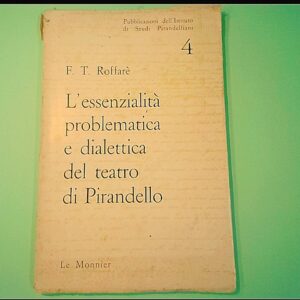 Pubblicazioni dell'Istituto
di Studi Pirandelliani
4
F. T. Roffarè
L'essenzialità
problematica
e dialettica
del teatro
di Pirandello
Le Monnier